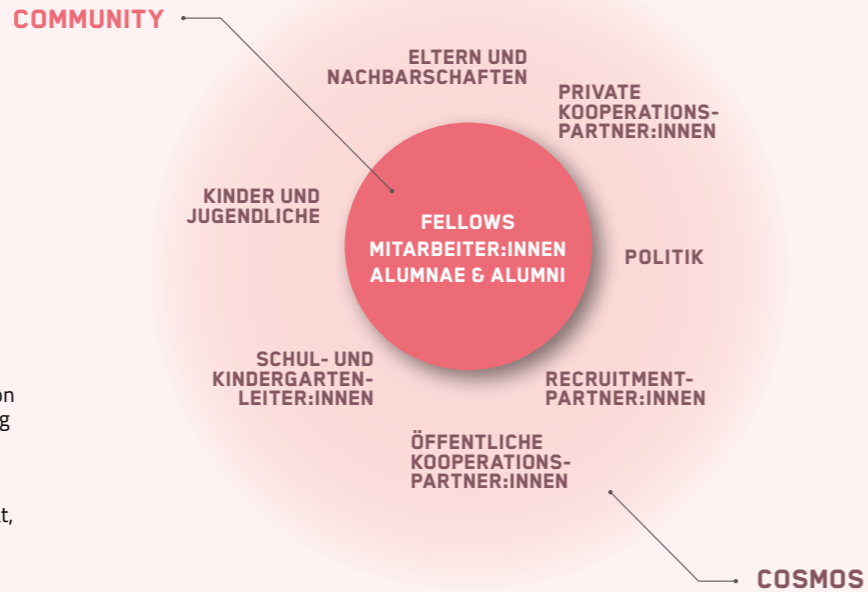 COMMUNITY
ELTERN UND
NACHBARSCHAFTEN
PRIVATE
KOOPERATIONS-
PARTNER:INNEN
KINDER UND
JUGENDLICHE
FELLOWS
MITARBEITER:INNEN
ALUMNAE & ALUMNI
POLITIK
SCHUL- UND
KINDERGARTEN-
LEITER:INNEN
RECRUITMENT-
PARTNER:INNEN
ÖFFENTLICHE
KOOPERATIONS-
PARTNER:INNEN
COSMOS